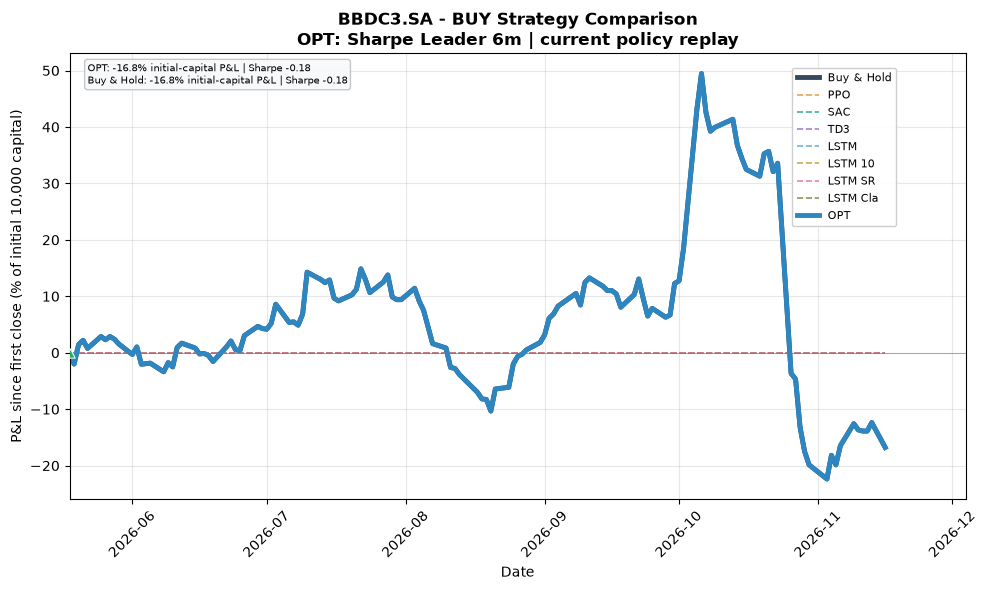 BBDC3.SA - BUY Strategy Comparison
OPT: Sharpe Leader 6m | current policy replay
OPT: -16.8% initial-capital P&L | Sharpe -0.18
Buy & Hold: -16.8% initial-capital P&L | Sharpe -0.18
Buy & Hold
PPO
SAC
TD3
LSTM
LSTM 10
LSTM SR
LSTM Cla
OPT
P&L since first close (% of initial 10,000 capital)
50
40
30
20
10
0
−10
−20
2026-06
2026-07
2026-08
2026-09
2026-10
2026-11
2026-12
Date